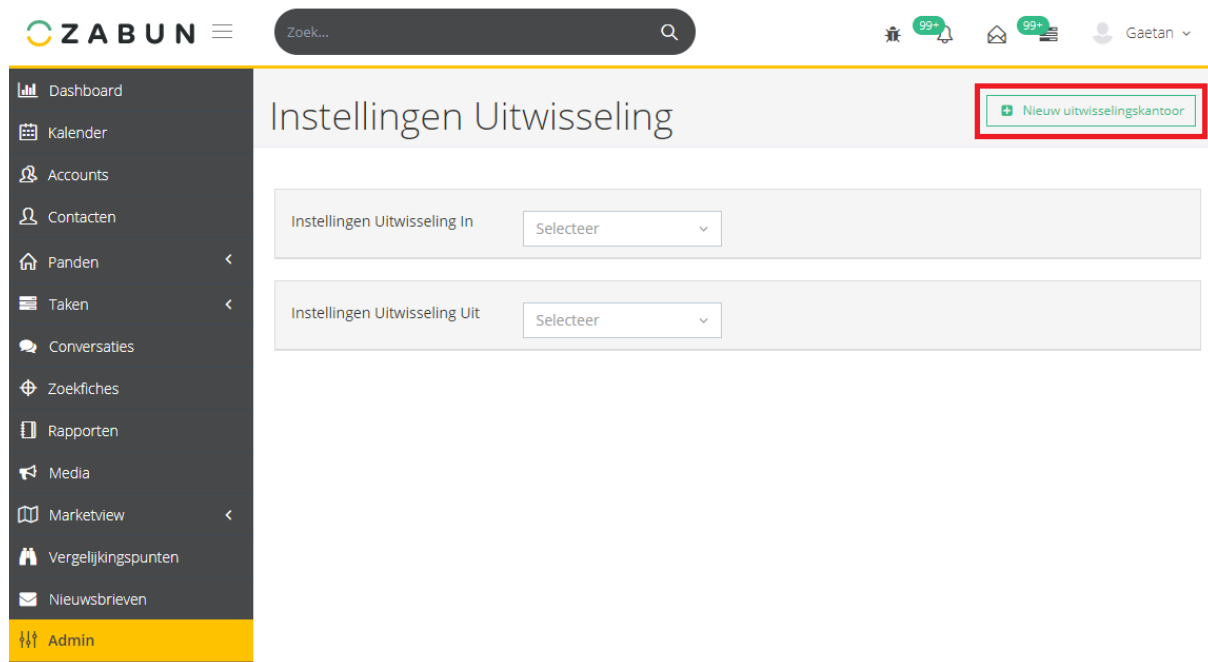 ZABUN
Zoek...
99+
99+
Gaetan
Dashboard
Kalender
Accounts
Contacten
Panden
Taken
Conversaties
Zoekfiches
Rapporten
Media
Marketview
Vergelijkingspunten
Nieuwsbrieven
Admin
Instellingen Uitwisseling
Nieuw uitwisselingskantoor
Instellingen Uitwisseling In
Selecteer
Instellingen Uitwisseling Uit
Selecteer